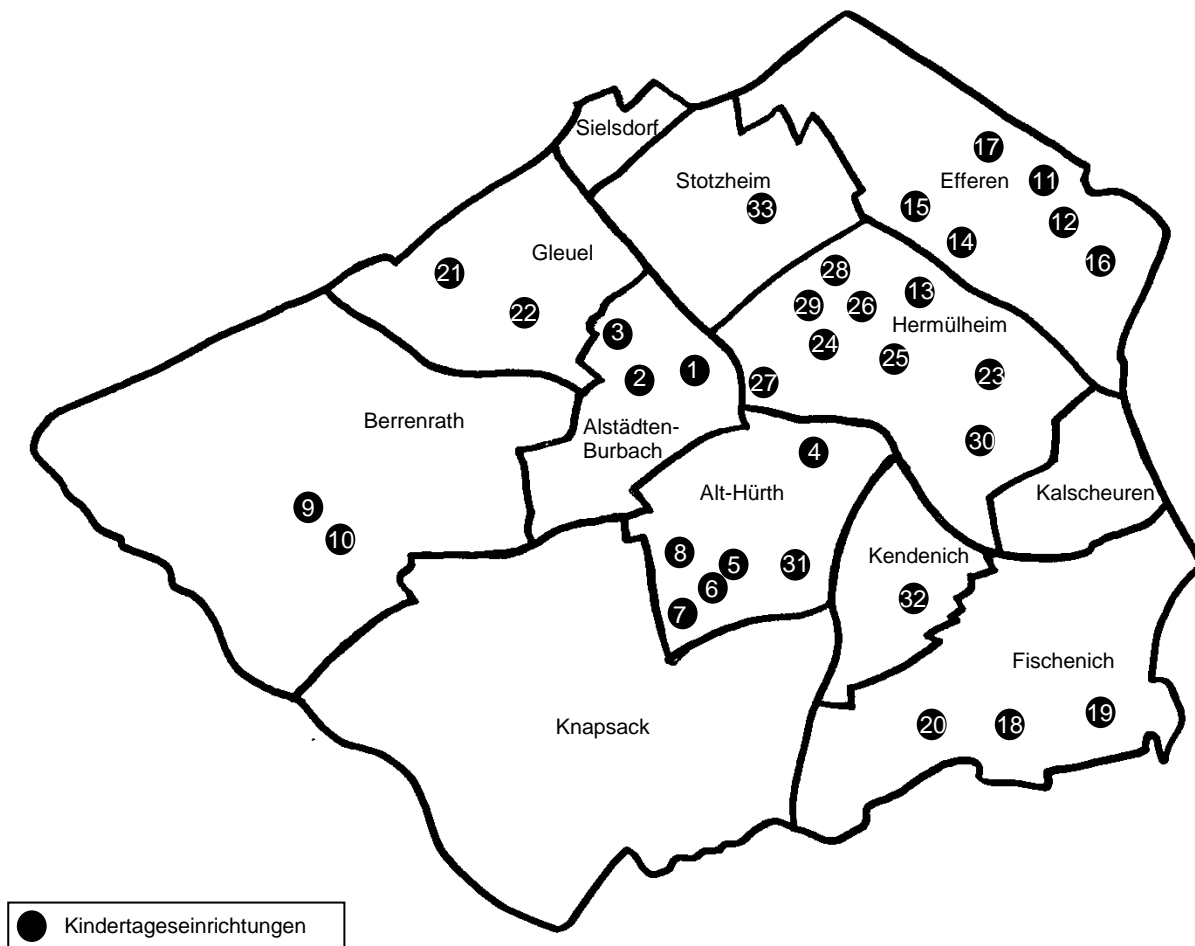 Sielsdorf
17
Stotzheim
Efferen
11
33
15
12
14
Gleuel
16
21
28
13
22
29
26
Hermülheim
3
24
25
1
23
2
27
Berrenrath
Alstädten-
Burbach
30
4
Alt-Hürth
Kalscheuren
9
10
8
5
31
Kendenich
6
32
7
Fischenich
Knapsack
20
18
19
Kindertageseinrichtungen